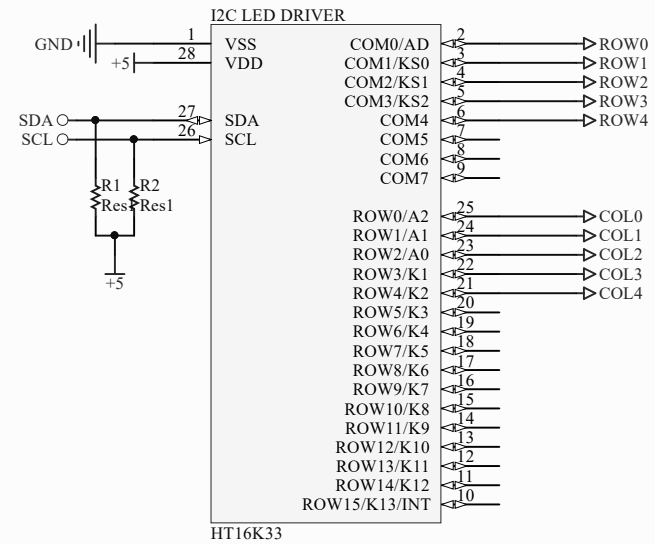 I2C LED DRIVER
GND 1 VSS COM0/AD 2 ROW0
+5 28 VDD COM1/KS0 3 ROW1
COM2/KS1 4 ROW2
COM3/KS2 5 ROW3
SDA 27 SDA COM4 6 ROW4
SCL 26 SCL COM5 7
COM6 8
COM7 9
R1 R2
Res1 Res1
ROW0/A2 25 COL0
ROW1/A1 24 COL1
ROW2/A0 23 COL2
ROW3/K1 22 COL3
+5
ROW4/K2 21 COL4
ROW5/K3 20
ROW6/K4 19
ROW7/K5 18
ROW8/K6 17
ROW9/K7 16
ROW10/K8 15
ROW11/K9 14
ROW12/K10 13
ROW13/K11 12
ROW14/K12 11
ROW15/K13/INT 10
HT16K33